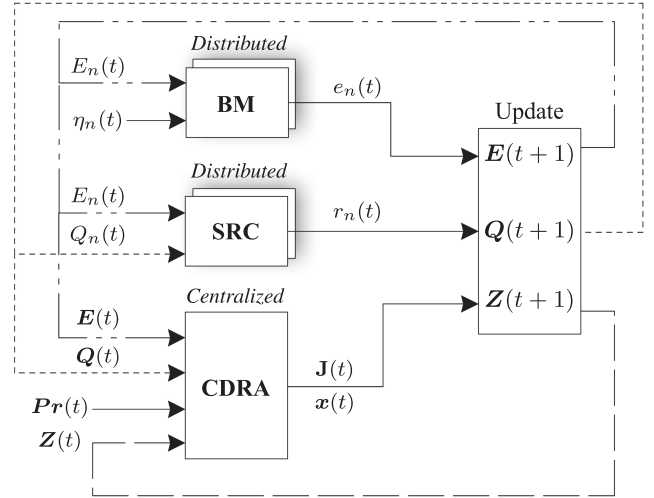 Distributed
E_n(t)
BM
e_n(t)
η_n(t)
Update
E(t + 1)
Distributed
E_n(t)
SRC
r_n(t)
Q_n(t)
Q(t + 1)
Centralized
Z(t + 1)
E(t)
Q(t)
CDRA
J(t)
x(t)
Pr(t)
Z(t)